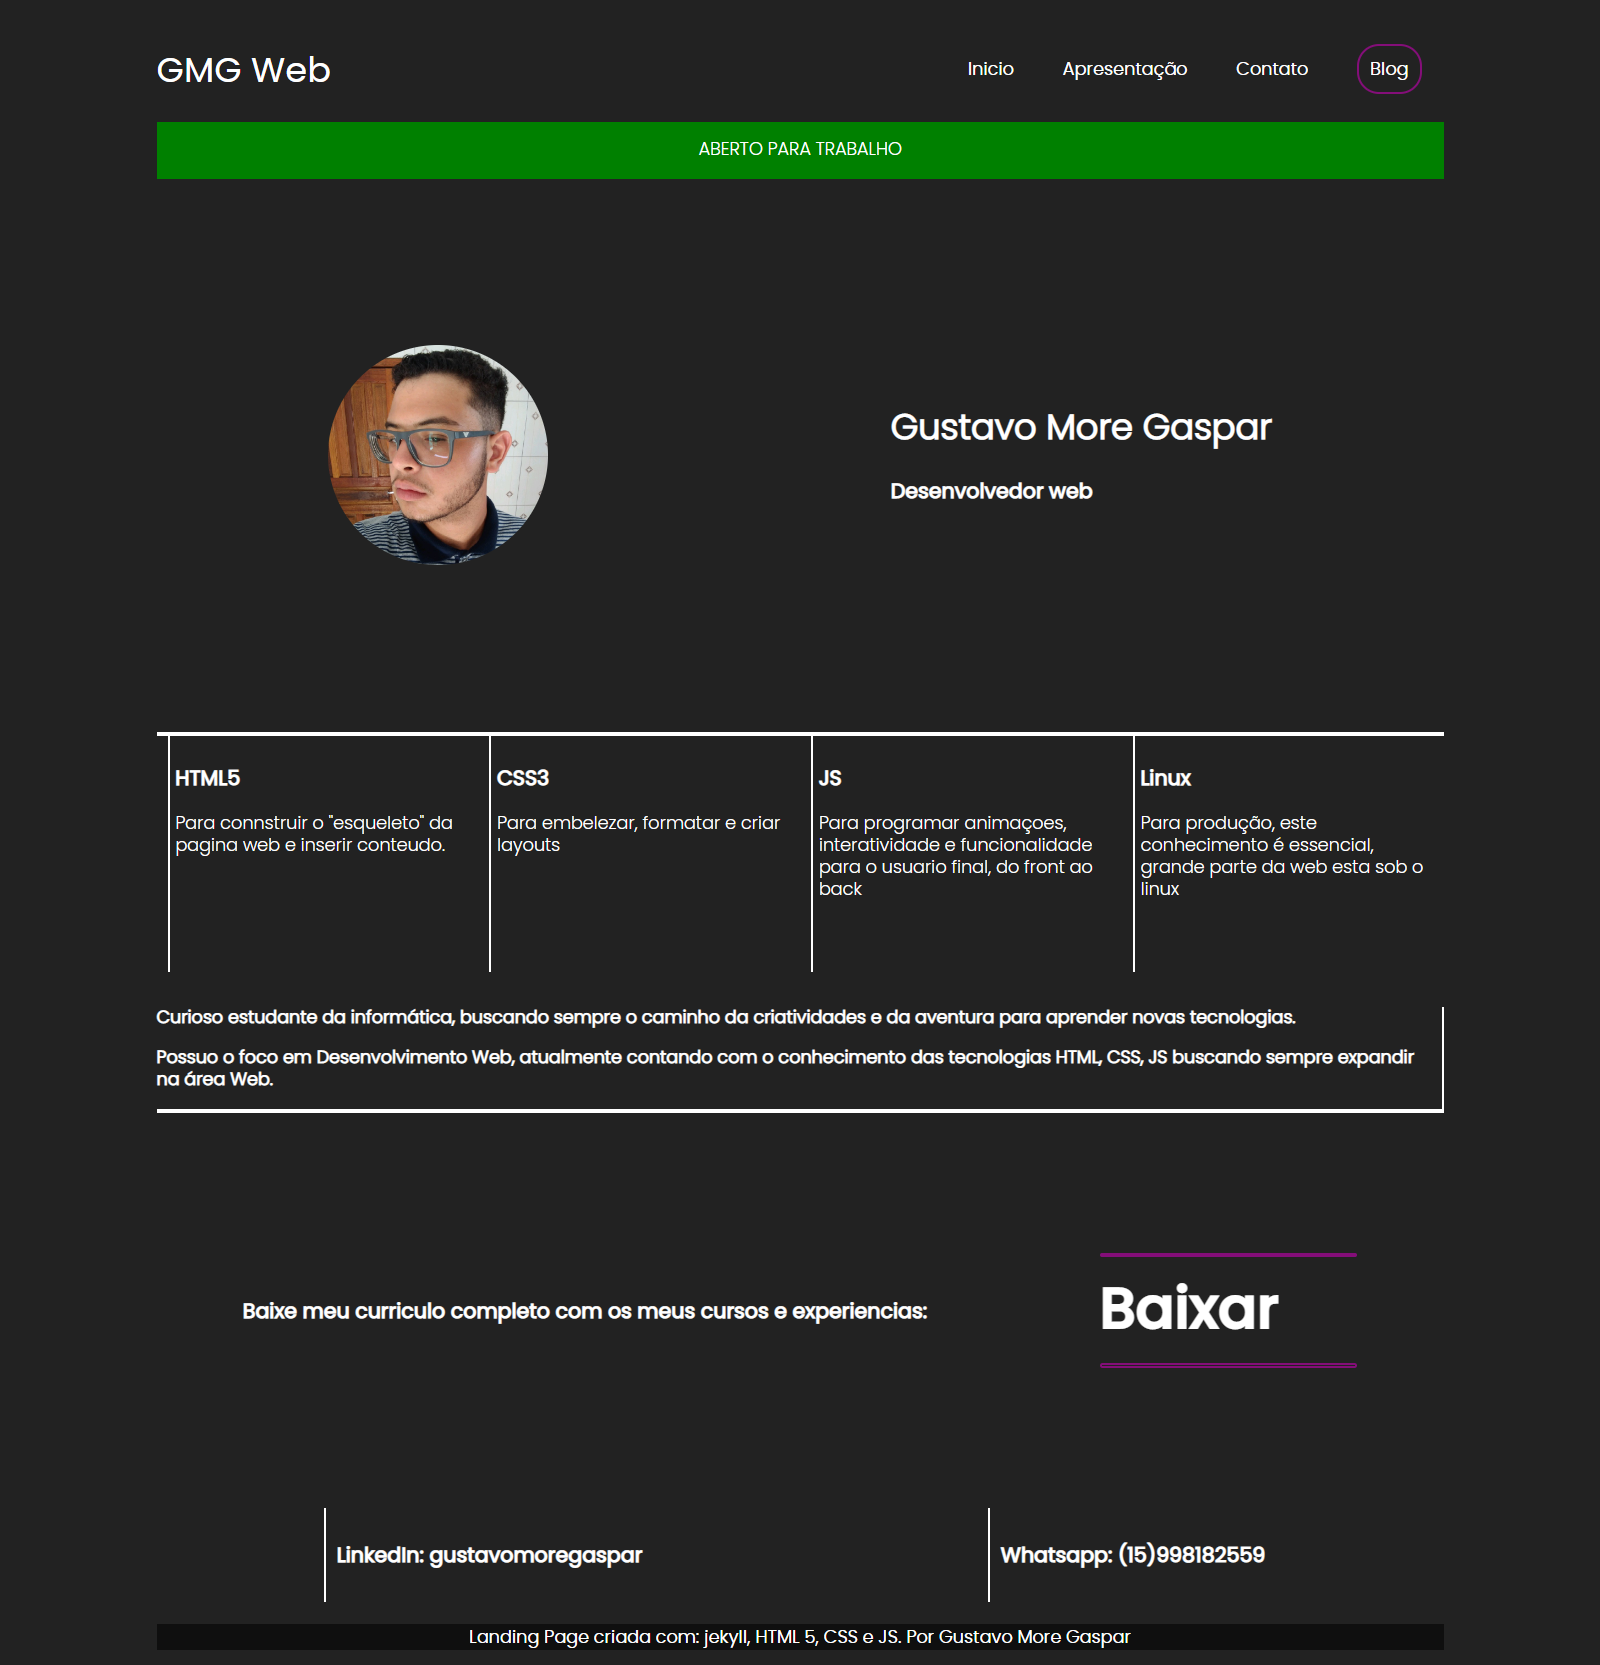 GMG Web
Inicio
Apresentação
Contato
Blog
ABERTO PARA TRABALHO
Gustavo More Gaspar
Desenvolvedor web
HTML5
Para connstruir o "esqueleto" da
pagina web e inserir conteudo.
CSS3
Para embelezar, formatar e criar
layouts
JS
Para programar animaçoes,
interatividade e funcionalidade
para o usuario final, do front ao
back
Linux
Para produção, este
conhecimento é essencial,
grande parte da web esta sob o
linux
Curioso estudante da informática, buscando sempre o caminho da criatividades e da aventura para aprender novas tecnologias.
Possuo o foco em Desenvolvimento Web, atualmente contando com o conhecimento das tecnologias HTML, CSS, JS buscando sempre expandir
na área Web.
Baixe meu curriculo completo com os meus cursos e experiencias:
Baixar
LinkedIn: gustavomoregaspar
Whatsapp: (15)998182559
Landing Page criada com: jekyll, HTML 5, CSS e JS. Por Gustavo More Gaspar